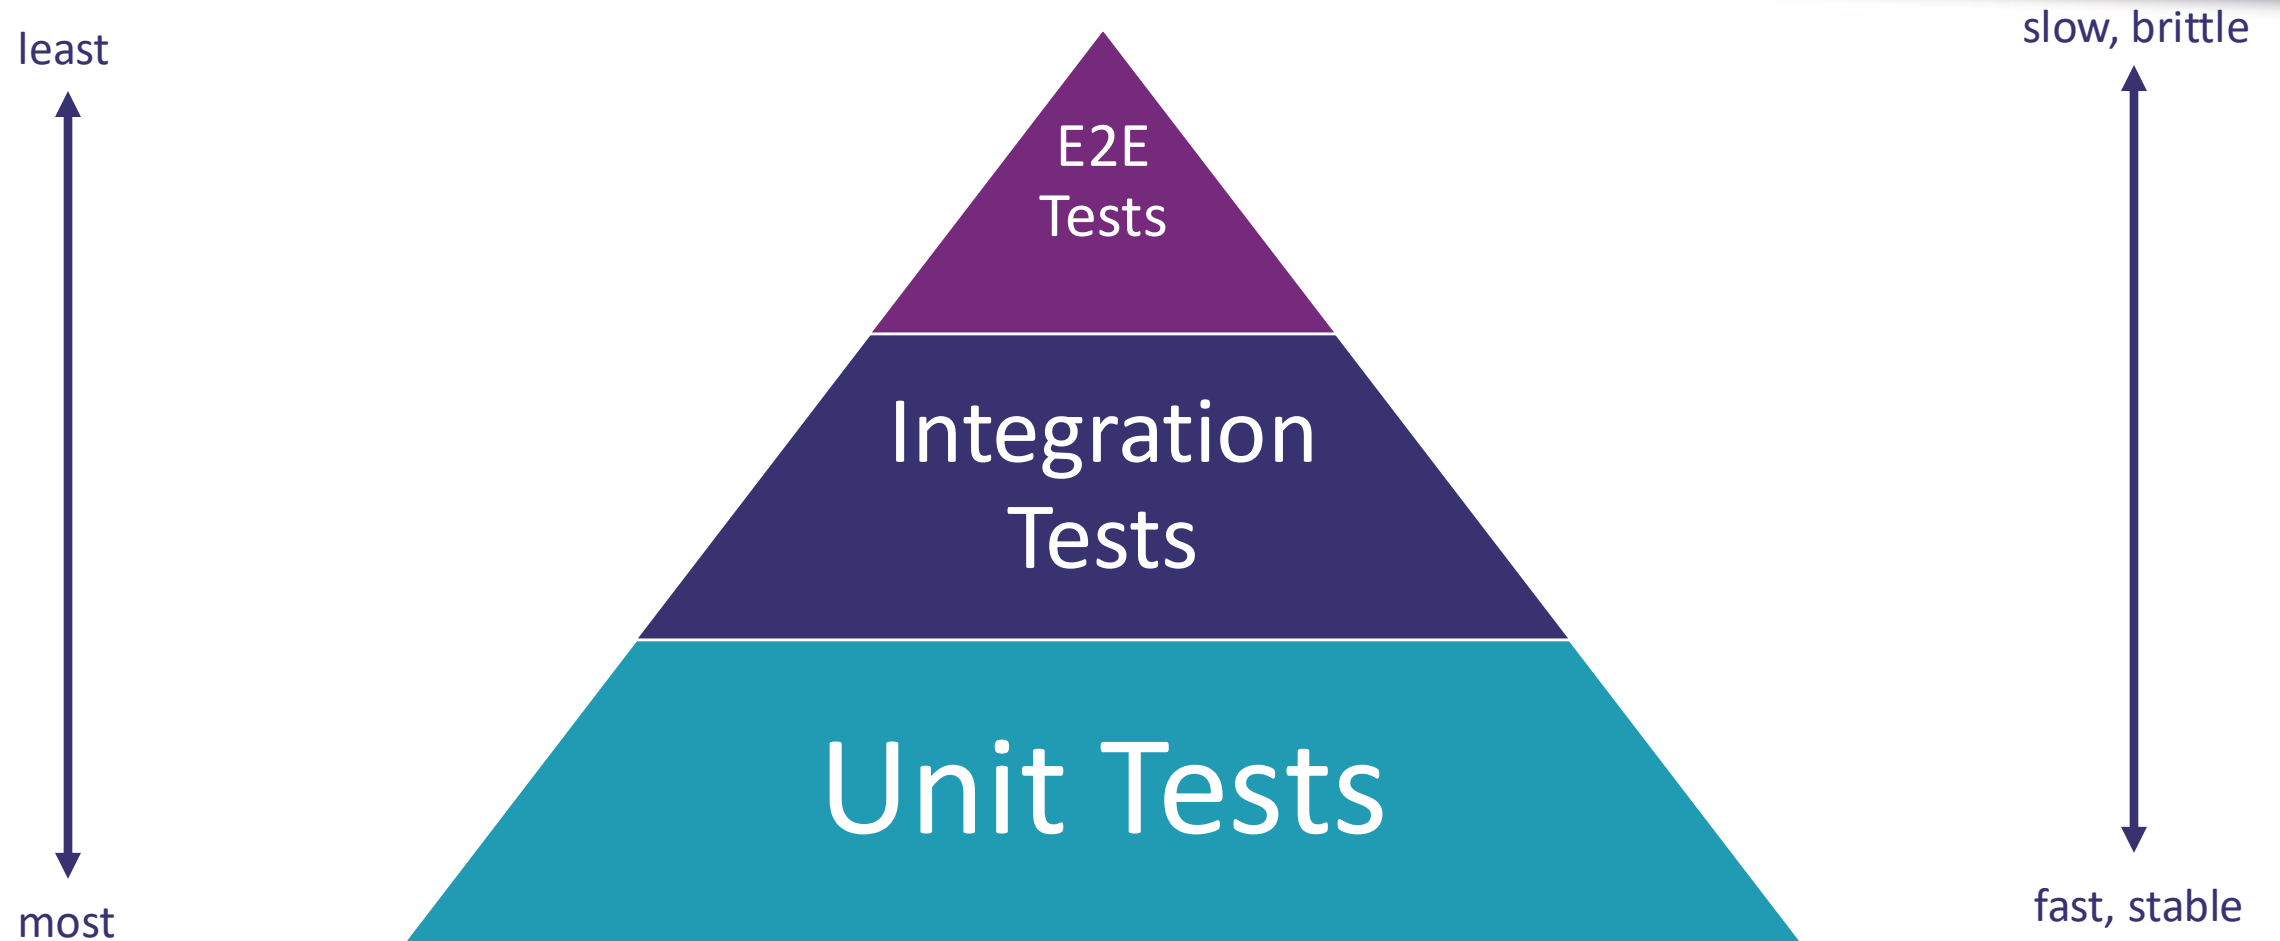 least
slow, brittle
E2E
Tests
Integration
Tests
Unit Tests
most
fast, stable